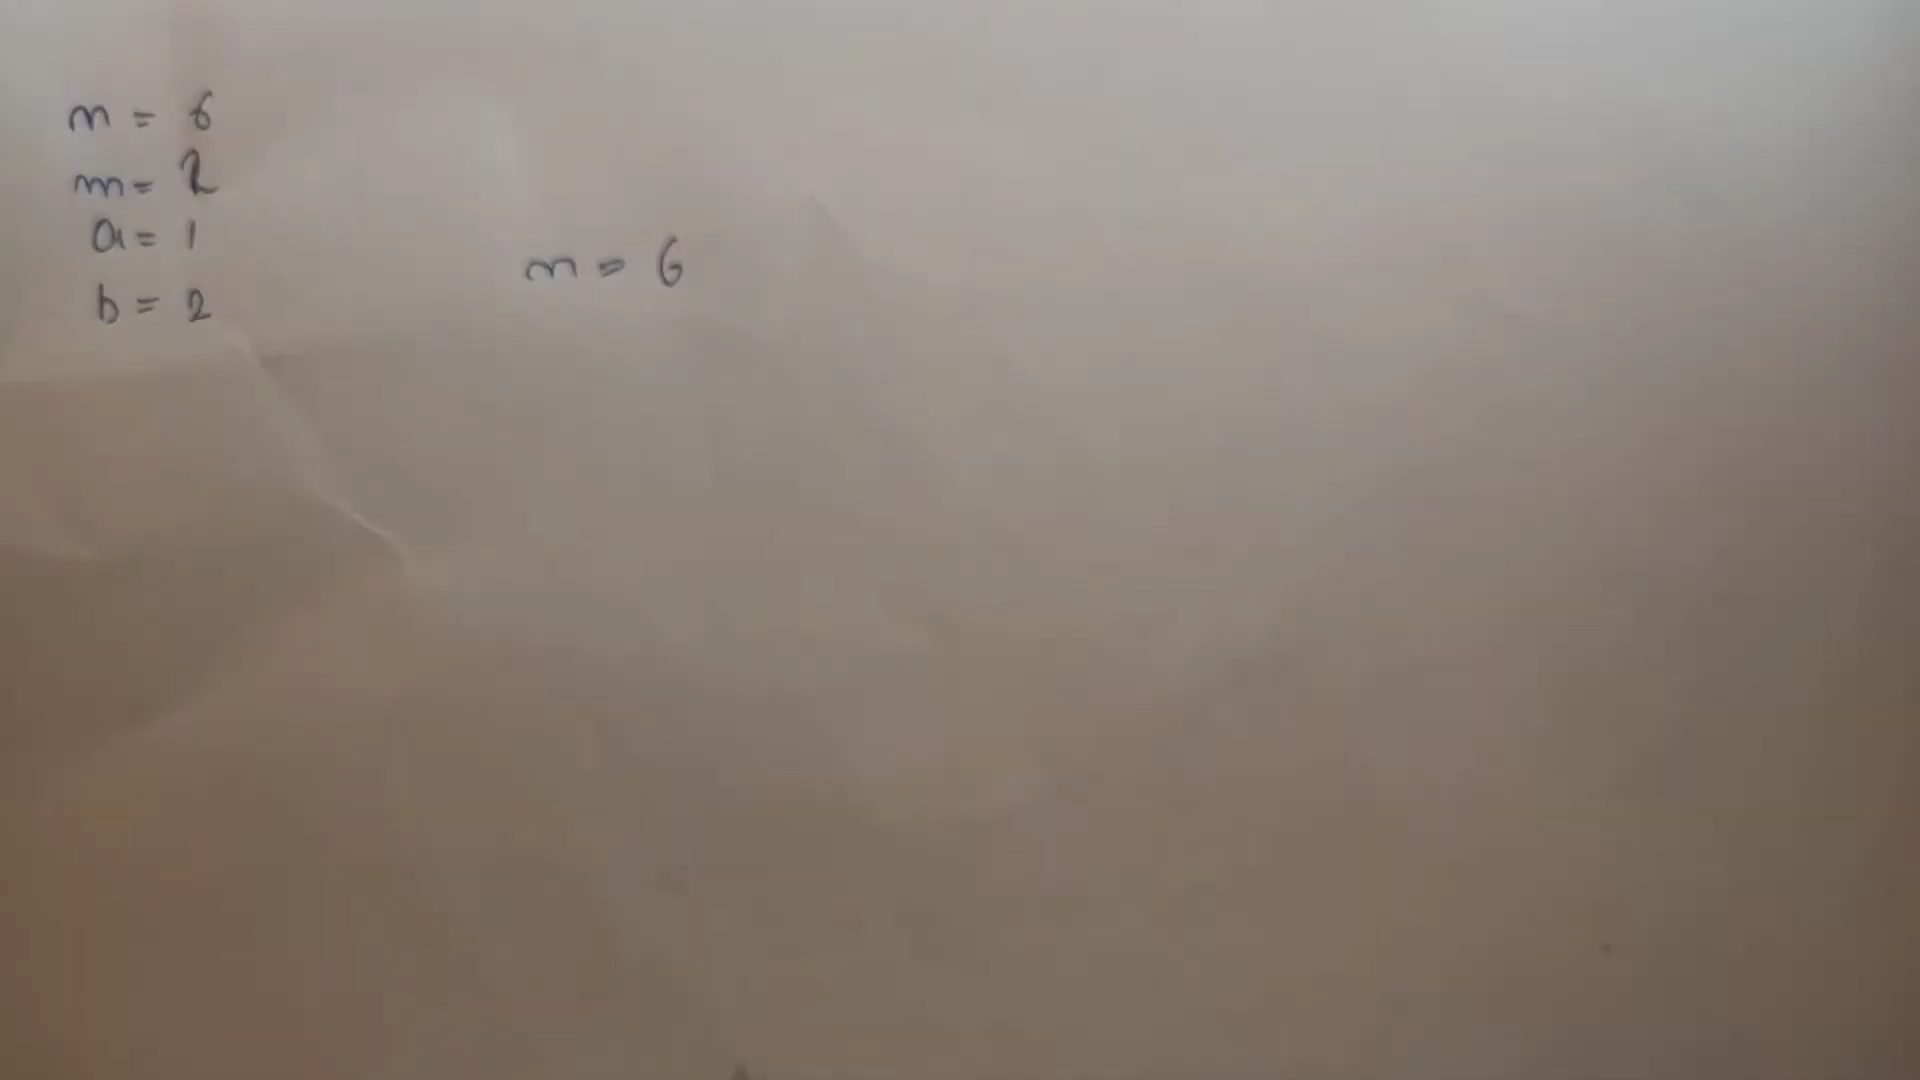 n = 6
m = 2
a = 1
b = 2
m = 6